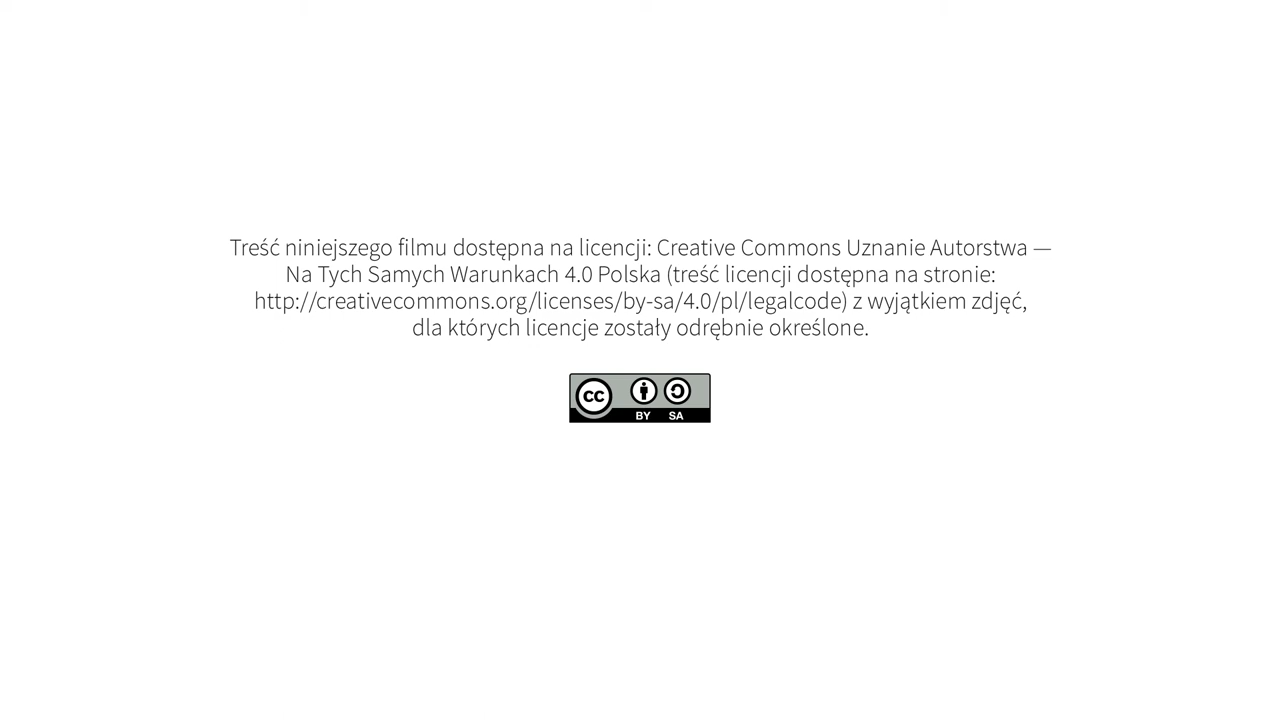 Treść niniejszego filmu dostępna na licencji: Creative Commons Uznanie Autorstwa —
Na Tych Samych Warunkach 4.0 Polska (treść licencji dostępna na stronie:
http://creativecommons.org/licenses/by-sa/4.0/pl/legalcode) z wyjątkiem zdjęć,
dla których licencje zostały odrębnie określone.
cc
BY SA